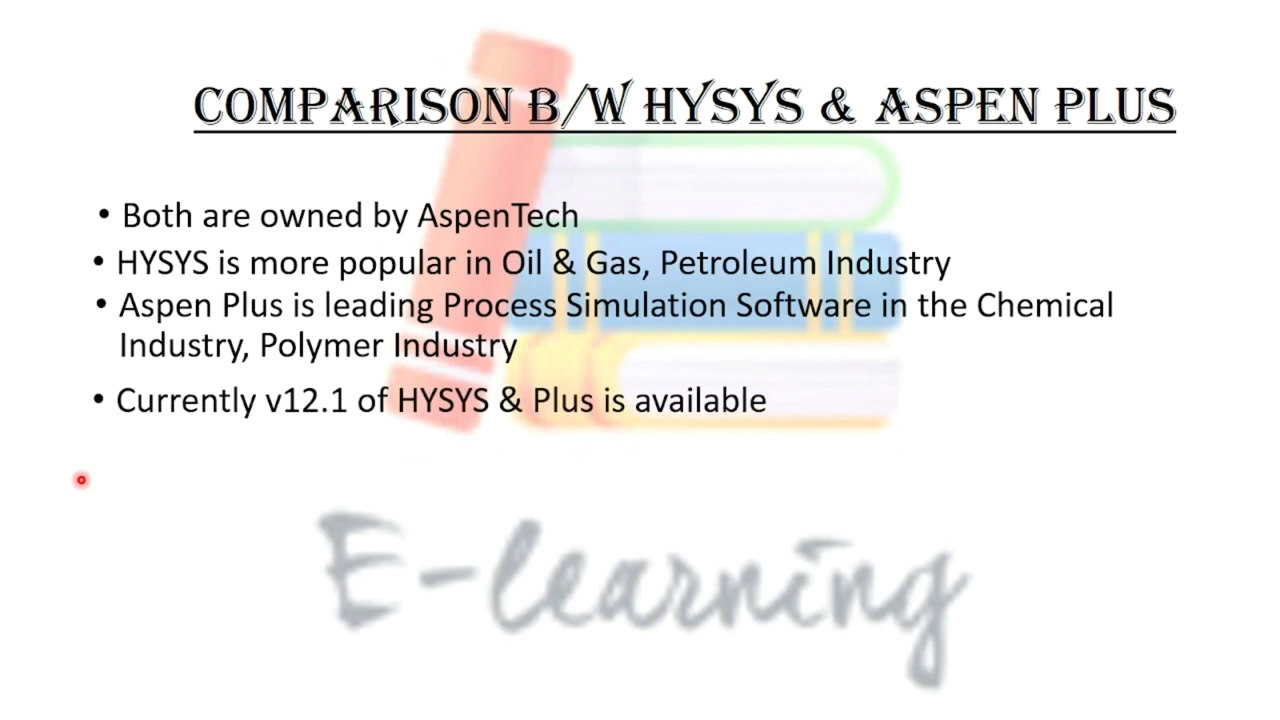 COMPARISON B/W HYSYS & ASPEN PLUS
• Both are owned by AspenTech
• HYSYS is more popular in Oil & Gas, Petroleum Industry
• Aspen Plus is leading Process Simulation Software in the Chemical
Industry, Polymer Industry
• Currently v12.1 of HYSYS & Plus is available
E-learning